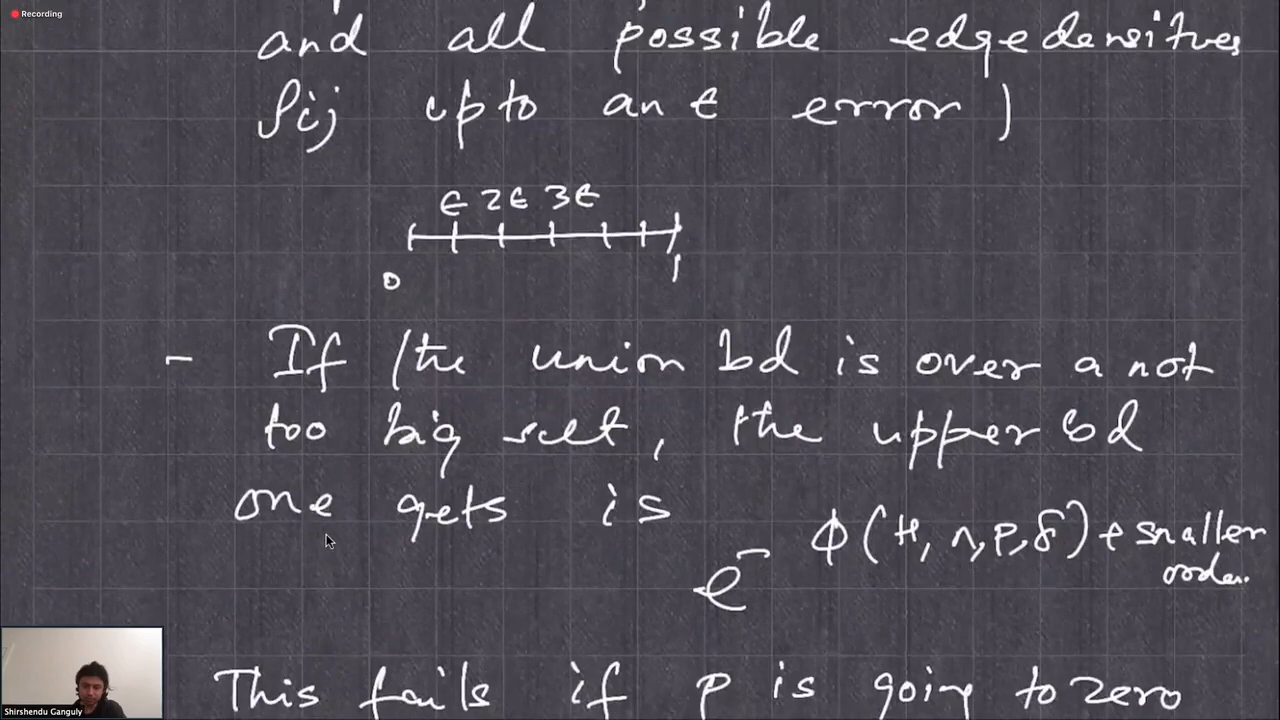 Recording
and all possible edge densities
ρij upto an ϵ error)
ϵ 2ϵ 3ϵ
0 1
- If the union bd is over a not
too big set, the upper bd
one gets is
e^{-ϕ(H, n, p, δ) + smaller order.}
This fails if p is going to zero
Shirshendu Ganguly